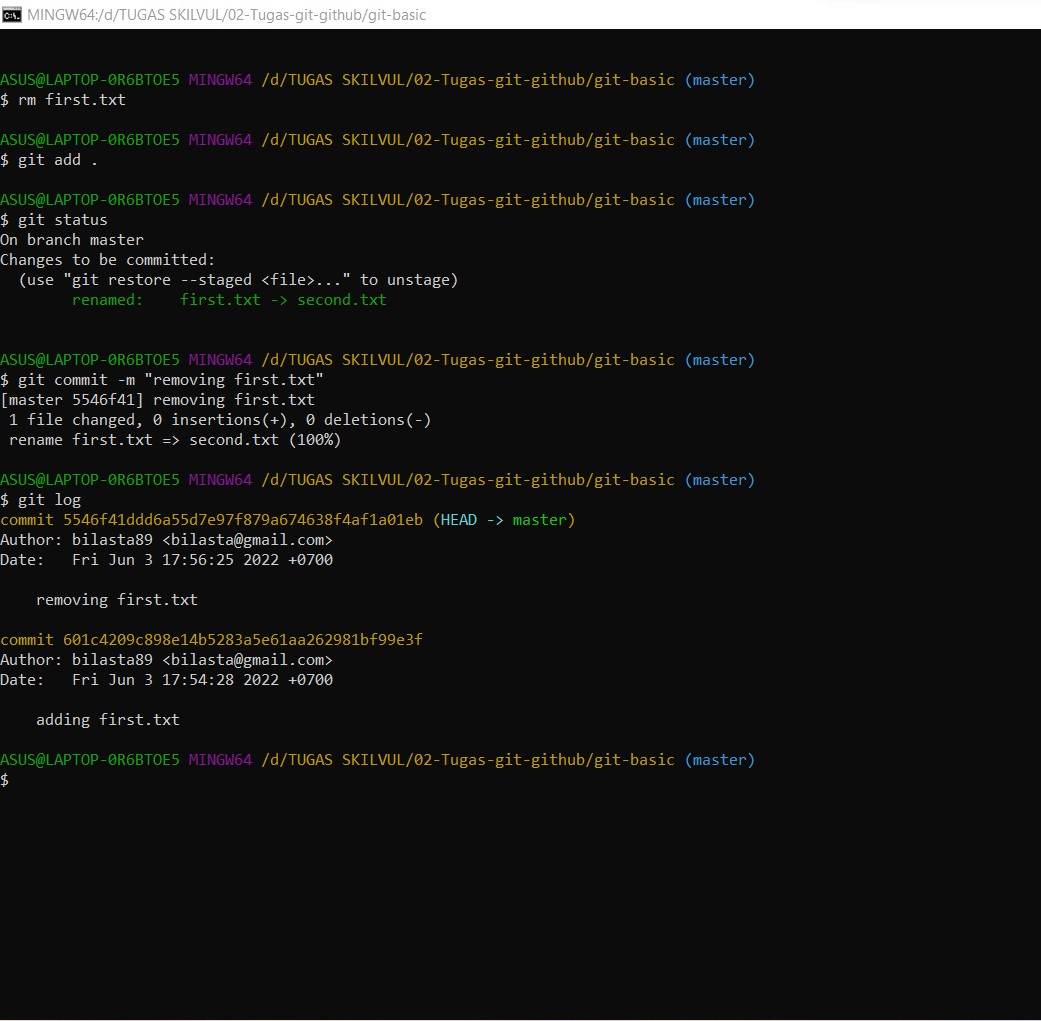 MINGW64:/d/TUGAS SKILVUL/02-Tugas-git-github/git-basic
ASUS@LAPTOP-0R6BTOE5 MINGW64 /d/TUGAS SKILVUL/02-Tugas-git-github/git-basic (master)
$ rm first.txt
ASUS@LAPTOP-0R6BTOE5 MINGW64 /d/TUGAS SKILVUL/02-Tugas-git-github/git-basic (master)
$ git add .
ASUS@LAPTOP-0R6BTOE5 MINGW64 /d/TUGAS SKILVUL/02-Tugas-git-github/git-basic (master)
$ git status
On branch master
Changes to be committed:
  (use "git restore --staged <file>..." to unstage)
        renamed:    first.txt -> second.txt
ASUS@LAPTOP-0R6BTOE5 MINGW64 /d/TUGAS SKILVUL/02-Tugas-git-github/git-basic (master)
$ git commit -m "removing first.txt"
[master 5546f41] removing first.txt
 1 file changed, 0 insertions(+), 0 deletions(-)
 rename first.txt => second.txt (100%)
ASUS@LAPTOP-0R6BTOE5 MINGW64 /d/TUGAS SKILVUL/02-Tugas-git-github/git-basic (master)
$ git log
commit 5546f41ddd6a55d7e97f879a674638f4af1a01eb (HEAD -> master)
Author: bilasta89 <bilasta@gmail.com>
Date:   Fri Jun 3 17:56:25 2022 +0700
    removing first.txt
commit 601c4209c898e14b5283a5e61aa262981bf99e3f
Author: bilasta89 <bilasta@gmail.com>
Date:   Fri Jun 3 17:54:28 2022 +0700
    adding first.txt
ASUS@LAPTOP-0R6BTOE5 MINGW64 /d/TUGAS SKILVUL/02-Tugas-git-github/git-basic (master)
$